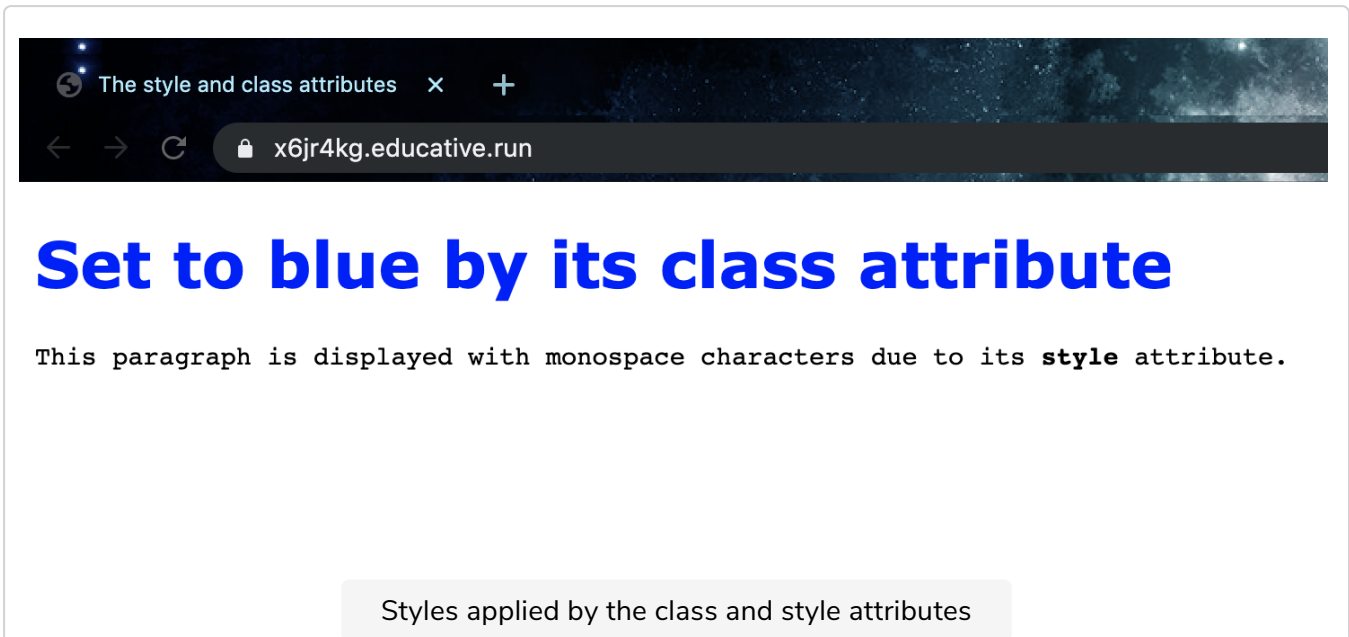 The style and class attributes
x6jr4kg.educative.run
Set to blue by its class attribute
This paragraph is displayed with monospace characters due to its style attribute.
Styles applied by the class and style attributes